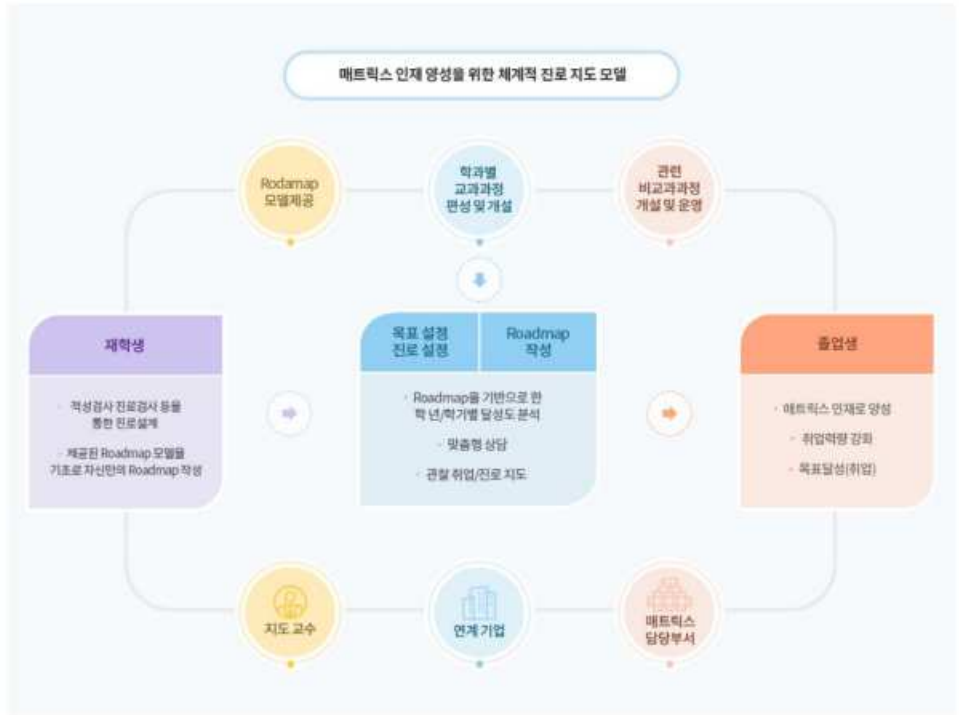 매트릭스 인재 양성을 위한 체계적 진로 지도 모델
Rodamap
모델제공
학과별
교과과정
편성 및 개설
관련
비교과과정
개설 및 운영
재학생
· 적성검사 진로검사 등을
통한 진로설계
· 제공된 Roadmap 모델을
기초로 자신만의 Roadmap 작성
목표 설정
진로 설정
Roadmap
작성
· Roadmap을 기반으로 한
학 년/학기별 달성도 분석
· 맞춤형 상담
· 관찰 취업/진로 지도
졸업생
· 매트릭스 인재로 양성
· 취업력량 강화
· 목표달성(취업)
지도 교수
연계 기업
매트릭스
담당부서